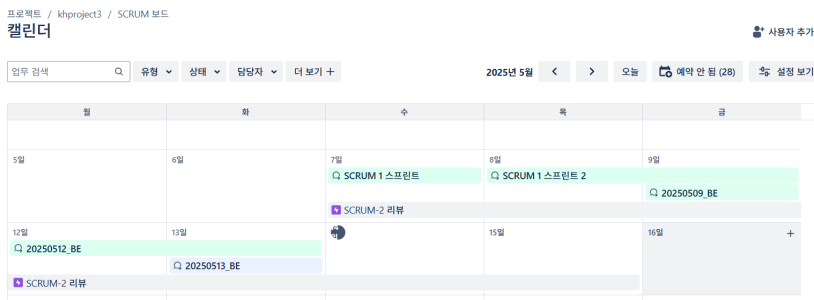 프로젝트 / khproject3 / SCRUM 보드
캘린더
사용자 추가
업무 검색 유형 상태 담당자 더 보기 + 2025년 5월 오늘 예약 안 됨 (28) 설정 보기
월 화 수 목 금
5일 6일 7일 8일 9일
SCRUM 1 스프린트 SCRUM 1 스프린트 2
20250509_BE
SCRUM-2 리뷰
12일 13일 15일 16일 +
20250512_BE
20250513_BE
SCRUM-2 리뷰